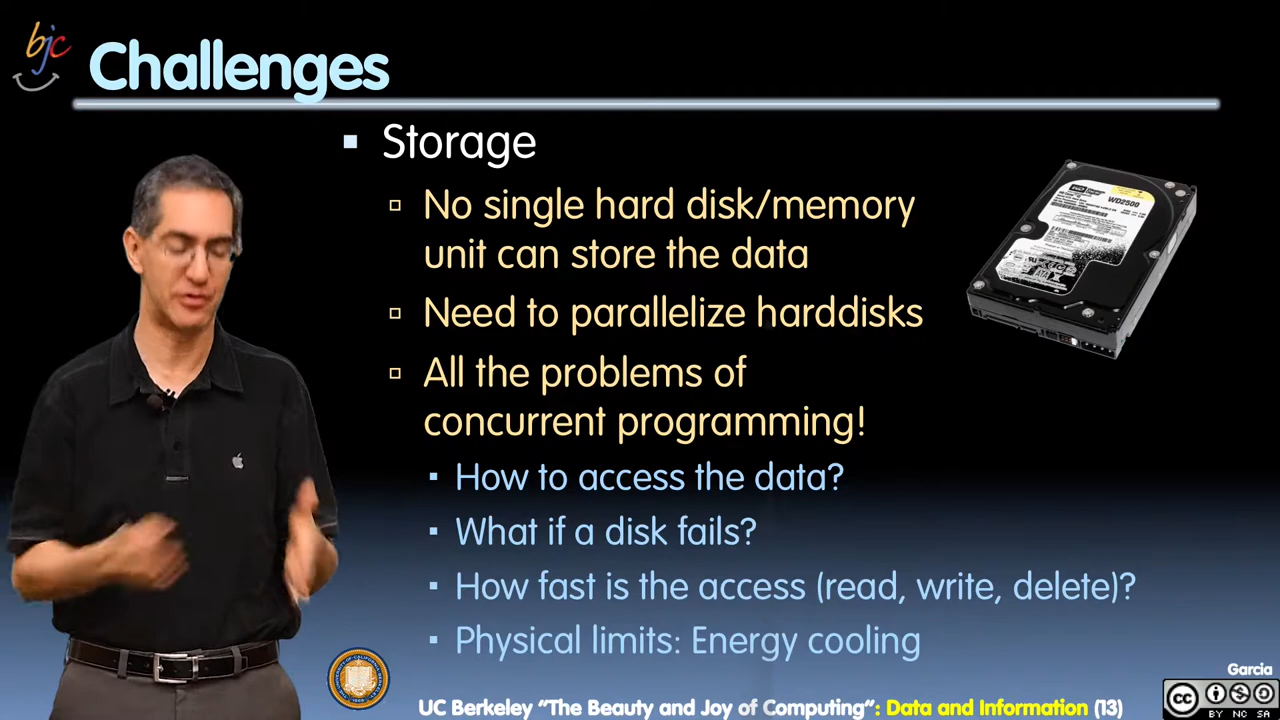 bjc
Challenges
Storage
No single hard disk/memory
unit can store the data
Need to parallelize harddisks
All the problems of
concurrent programming!
How to access the data?
What if a disk fails?
How fast is the access (read, write, delete)?
Physical limits: Energy cooling
WD2500
Garcia
UC Berkeley “The Beauty and Joy of Computing“: Data and Information (13)
cc
BY NC SA